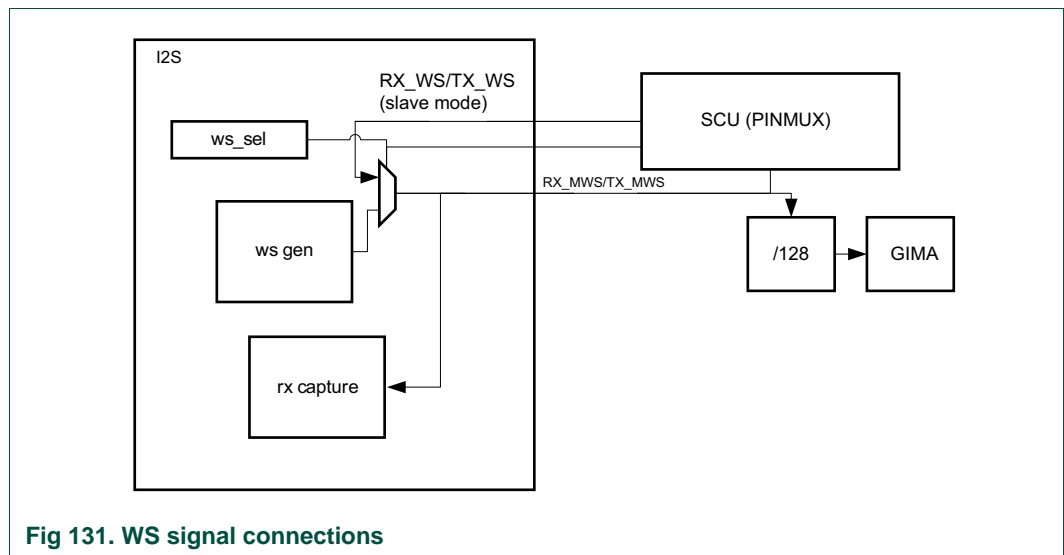 I2S
RX_WS/TX_WS
(slave mode)
SCU (PINMUX)
ws_sel
RX_MWS/TX_MWS
ws gen
/128
GIMA
rx capture
Fig 131. WS signal connections